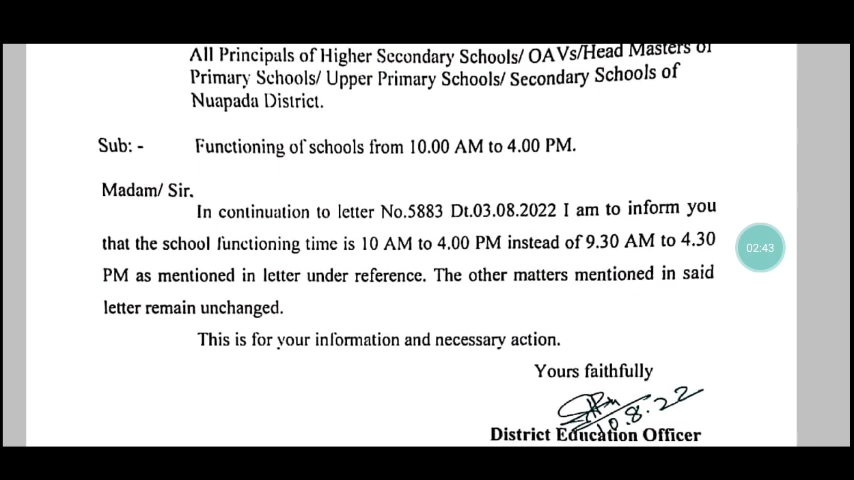 All Principals of Higher Secondary Schools/ OAVs/Head Masters of
Primary Schools/ Upper Primary Schools/ Secondary Schools of
Nuapada District.
Sub: - Functioning of schools from 10.00 AM to 4.00 PM.
Madam/ Sir.
In continuation to letter No.5883 Dt.03.08.2022 I am to inform you
that the school functioning time is 10 AM to 4.00 PM instead of 9.30 AM to 4.30
PM as mentioned in letter under reference. The other matters mentioned in said
letter remain unchanged.
This is for your information and necessary action.
Yours faithfully
10.8.22
District Education Officer
02:43